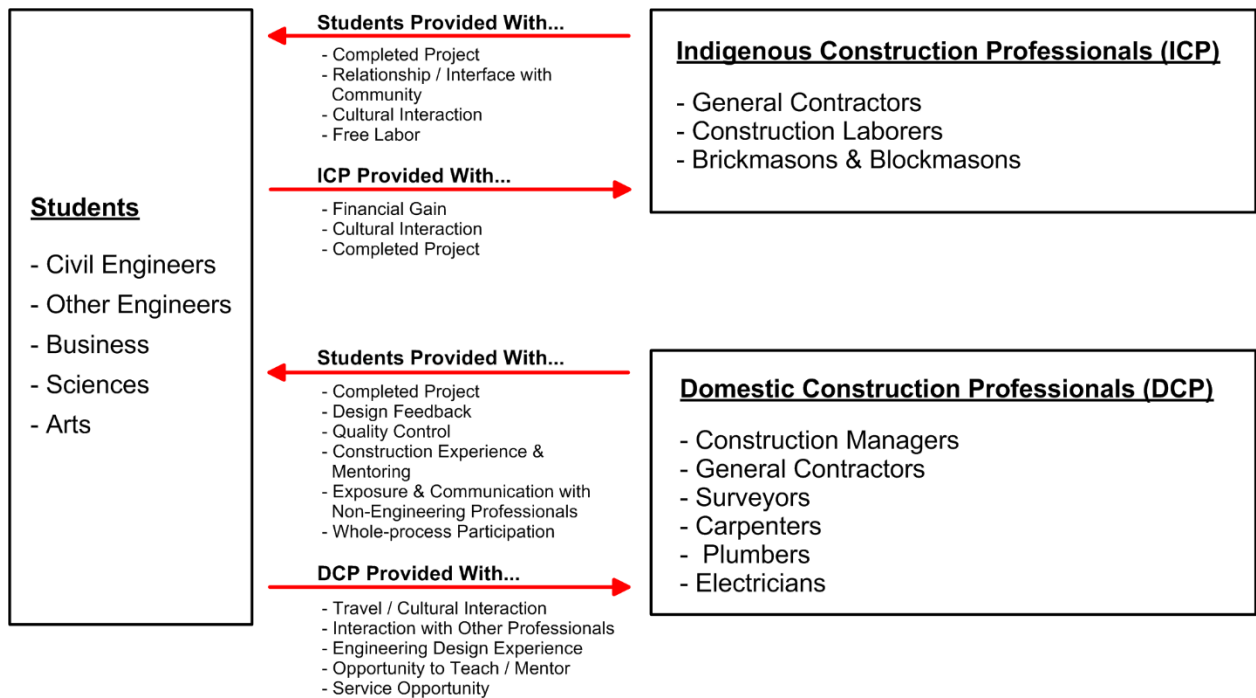 Students
- Civil Engineers
- Other Engineers
- Business
- Sciences
- Arts
Students Provided With...
- Completed Project
- Relationship / Interface with
Community
- Cultural Interaction
- Free Labor
ICP Provided With...
- Financial Gain
- Cultural Interaction
- Completed Project
Indigenous Construction Professionals (ICP)
- General Contractors
- Construction Laborers
- Brickmasons & Blockmasons
Students Provided With...
- Completed Project
- Design Feedback
- Quality Control
- Construction Experience &
Mentoring
- Exposure & Communication with
Non-Engineering Professionals
- Whole-process Participation
DCP Provided With...
- Travel / Cultural Interaction
- Interaction with Other Professionals
- Engineering Design Experience
- Opportunity to Teach / Mentor
- Service Opportunity
Domestic Construction Professionals (DCP)
- Construction Managers
- General Contractors
- Surveyors
- Carpenters
- Plumbers
- Electricians